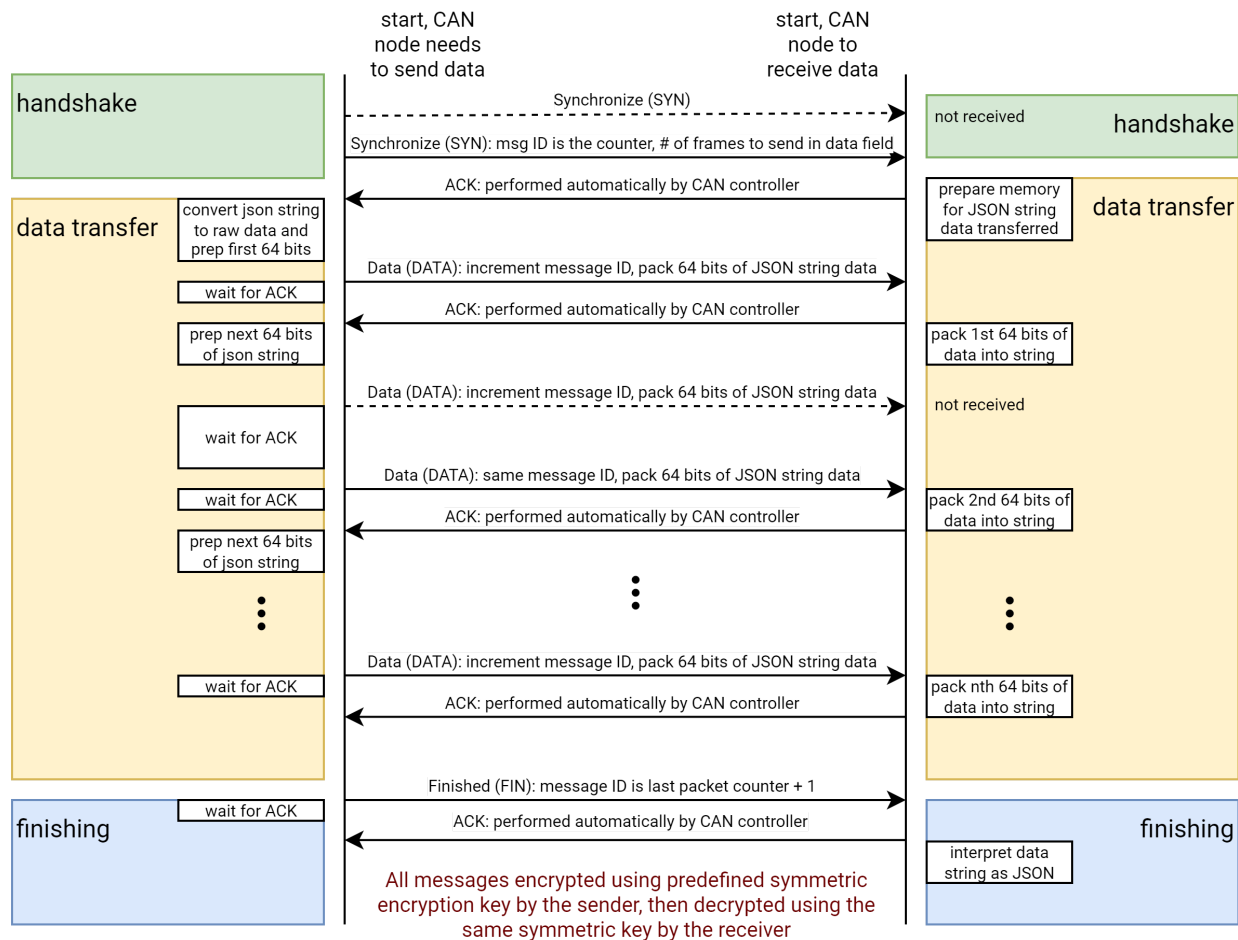 start, CAN
node needs
to send data
start, CAN
node to
receive data
handshake
Synchronize (SYN)
not received
handshake
Synchronize (SYN): msg ID is the counter, # of frames to send in data field
ACK: performed automatically by CAN controller
data transfer
convert json string
to raw data and
prep first 64 bits
prepare memory
for JSON string
data transferred
data transfer
Data (DATA): increment message ID, pack 64 bits of JSON string data
wait for ACK
ACK: performed automatically by CAN controller
prep next 64 bits
of json string
pack 1st 64 bits of
data into string
Data (DATA): increment message ID, pack 64 bits of JSON string data
not received
wait for ACK
Data (DATA): same message ID, pack 64 bits of JSON string data
wait for ACK
pack 2nd 64 bits of
data into string
ACK: performed automatically by CAN controller
prep next 64 bits
of json string
Data (DATA): increment message ID, pack 64 bits of JSON string data
wait for ACK
pack nth 64 bits of
data into string
ACK: performed automatically by CAN controller
Finished (FIN): message ID is last packet counter + 1
finishing
wait for ACK
ACK: performed automatically by CAN controller
finishing
interpret data
string as JSON
All messages encrypted using predefined symmetric
encryption key by the sender, then decrypted using the
same symmetric key by the receiver